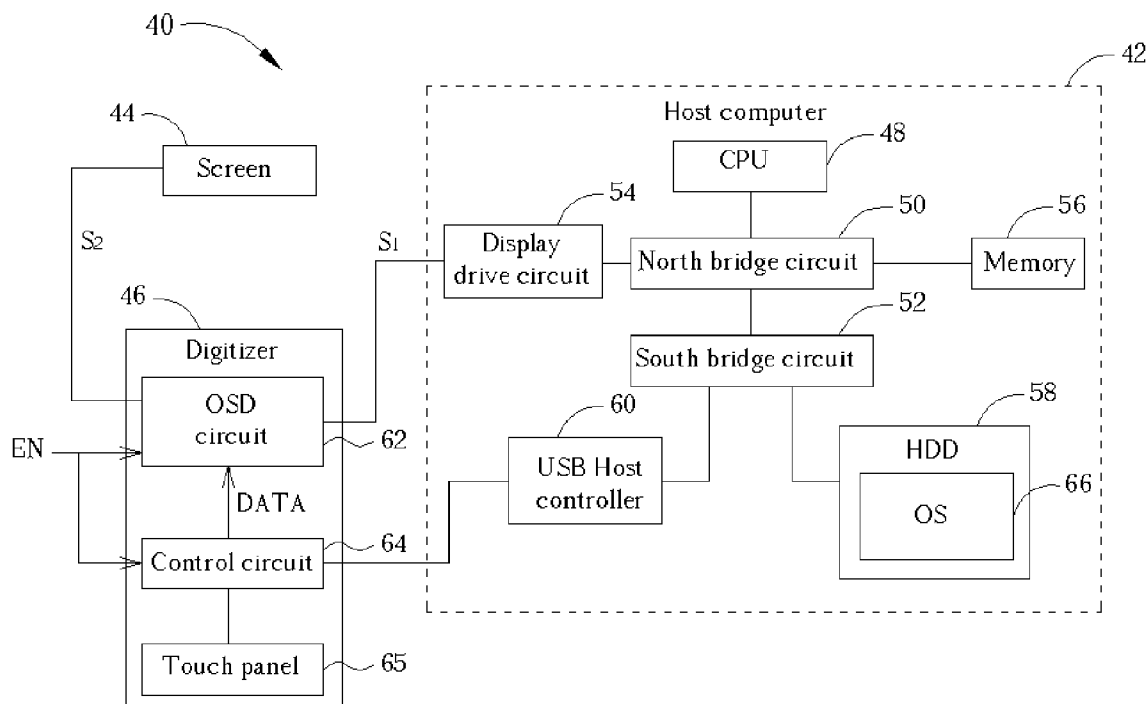 40
42
Host computer
44
Screen
48
CPU
54
50
56
S2
S1
Display
drive circuit
North bridge circuit
Memory
46
52
Digitizer
South bridge circuit
OSD
circuit
60
58
EN
62
USB Host
controller
HDD
DATA
66
OS
64
Control circuit
Touch panel
65